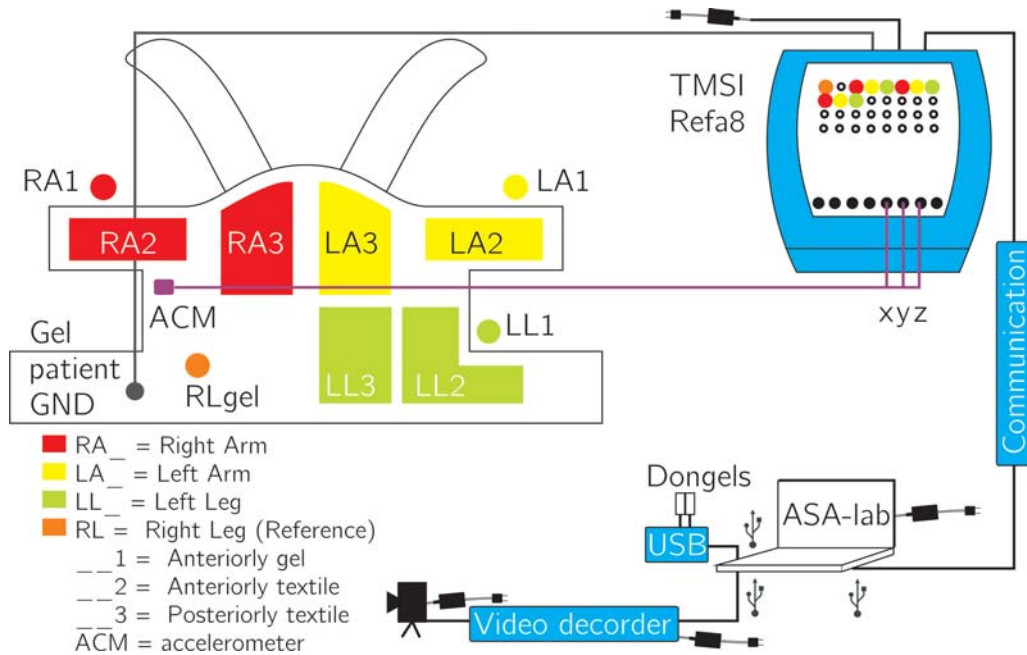 TMSI
Refa8
RA1
LA1
RA2
RA3
LA3
LA2
ACM
x y z
Gel
patient
GND
RLgel
LL3
LL2
LL1
Communication
RA_ = Right Arm
LA_ = Left Arm
LL_ = Left Leg
RL = Right Leg (Reference)
__1 = Anteriorly gel
__2 = Anteriorly textile
__3 = Posteriorly textile
ACM = accelerometer
Dongels
USB
ASA-lab
Video decorder